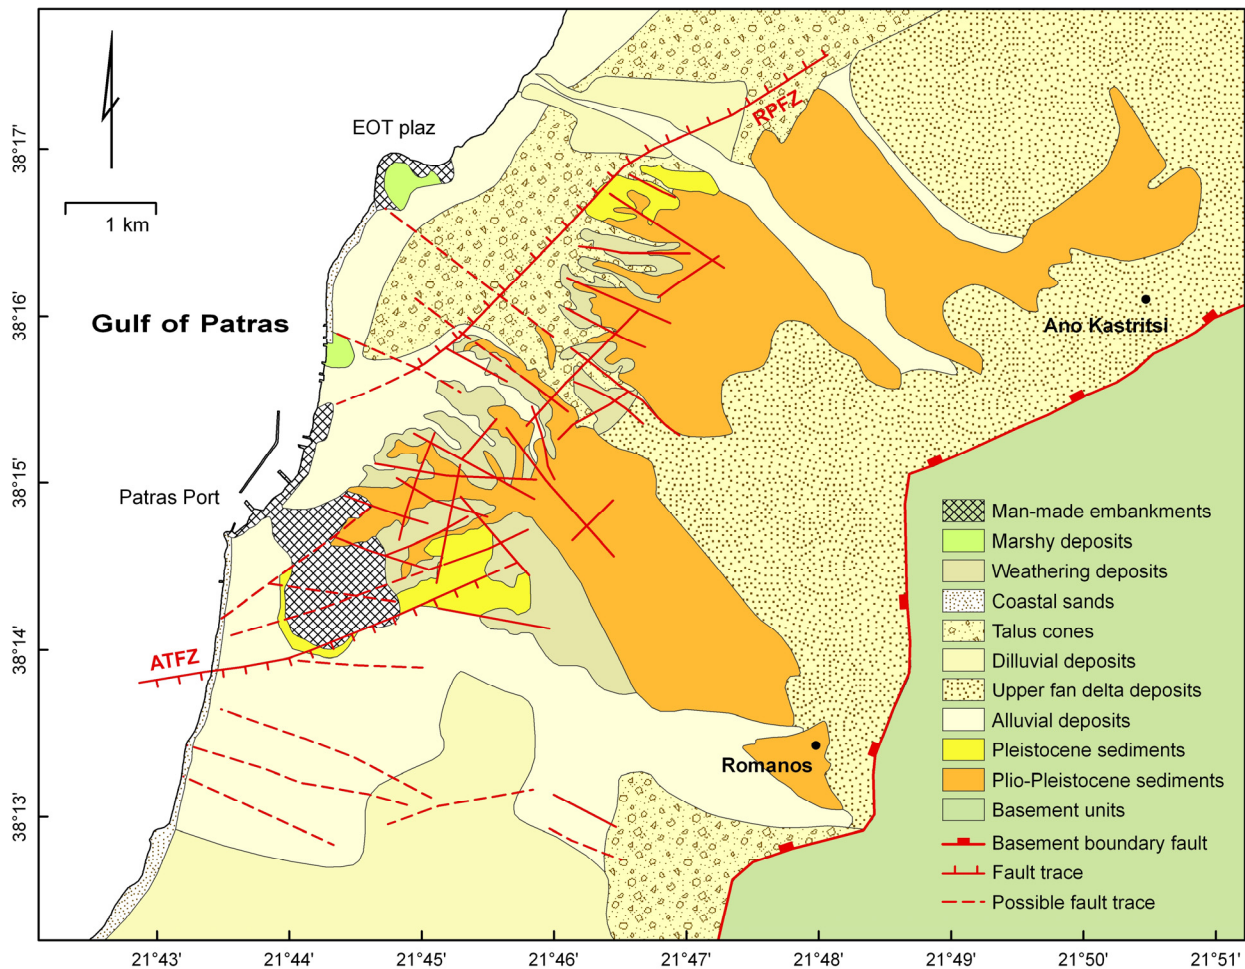 38°17'
38°16'
38°15'
38°14'
38°13'
EOT plaz
1 km
RPFZ
Gulf of Patras
Ano Kastritsi
Patras Port
ATFZ
Romanos
Man-made embankments
Marshy deposits
Weathering deposits
Coastal sands
Talus cones
Dilluvial deposits
Upper fan delta deposits
Alluvial deposits
Pleistocene sediments
Plio-Pleistocene sediments
Basement units
Basement boundary fault
Fault trace
Possible fault trace
21°43' 21°44' 21°45' 21°46' 21°47' 21°48' 21°49' 21°50' 21°51'